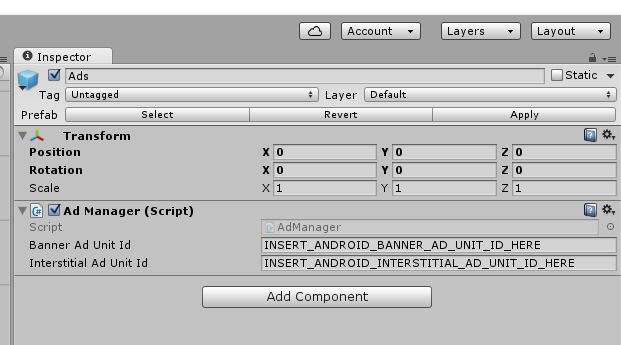 Account Layers Layout
Inspector
Ads Static
Tag Untagged Layer Default
Prefab Select Revert Apply
Transform
Position X 0 Y 0 Z 0
Rotation X 0 Y 0 Z 0
Scale X 1 Y 1 Z 1
Ad Manager (Script)
Script AdManager
Banner Ad Unit Id INSERT_ANDROID_BANNER_AD_UNIT_ID_HERE
Interstitial Ad Unit Id INSERT_ANDROID_INTERSTITIAL_AD_UNIT_ID_HERE
Add Component